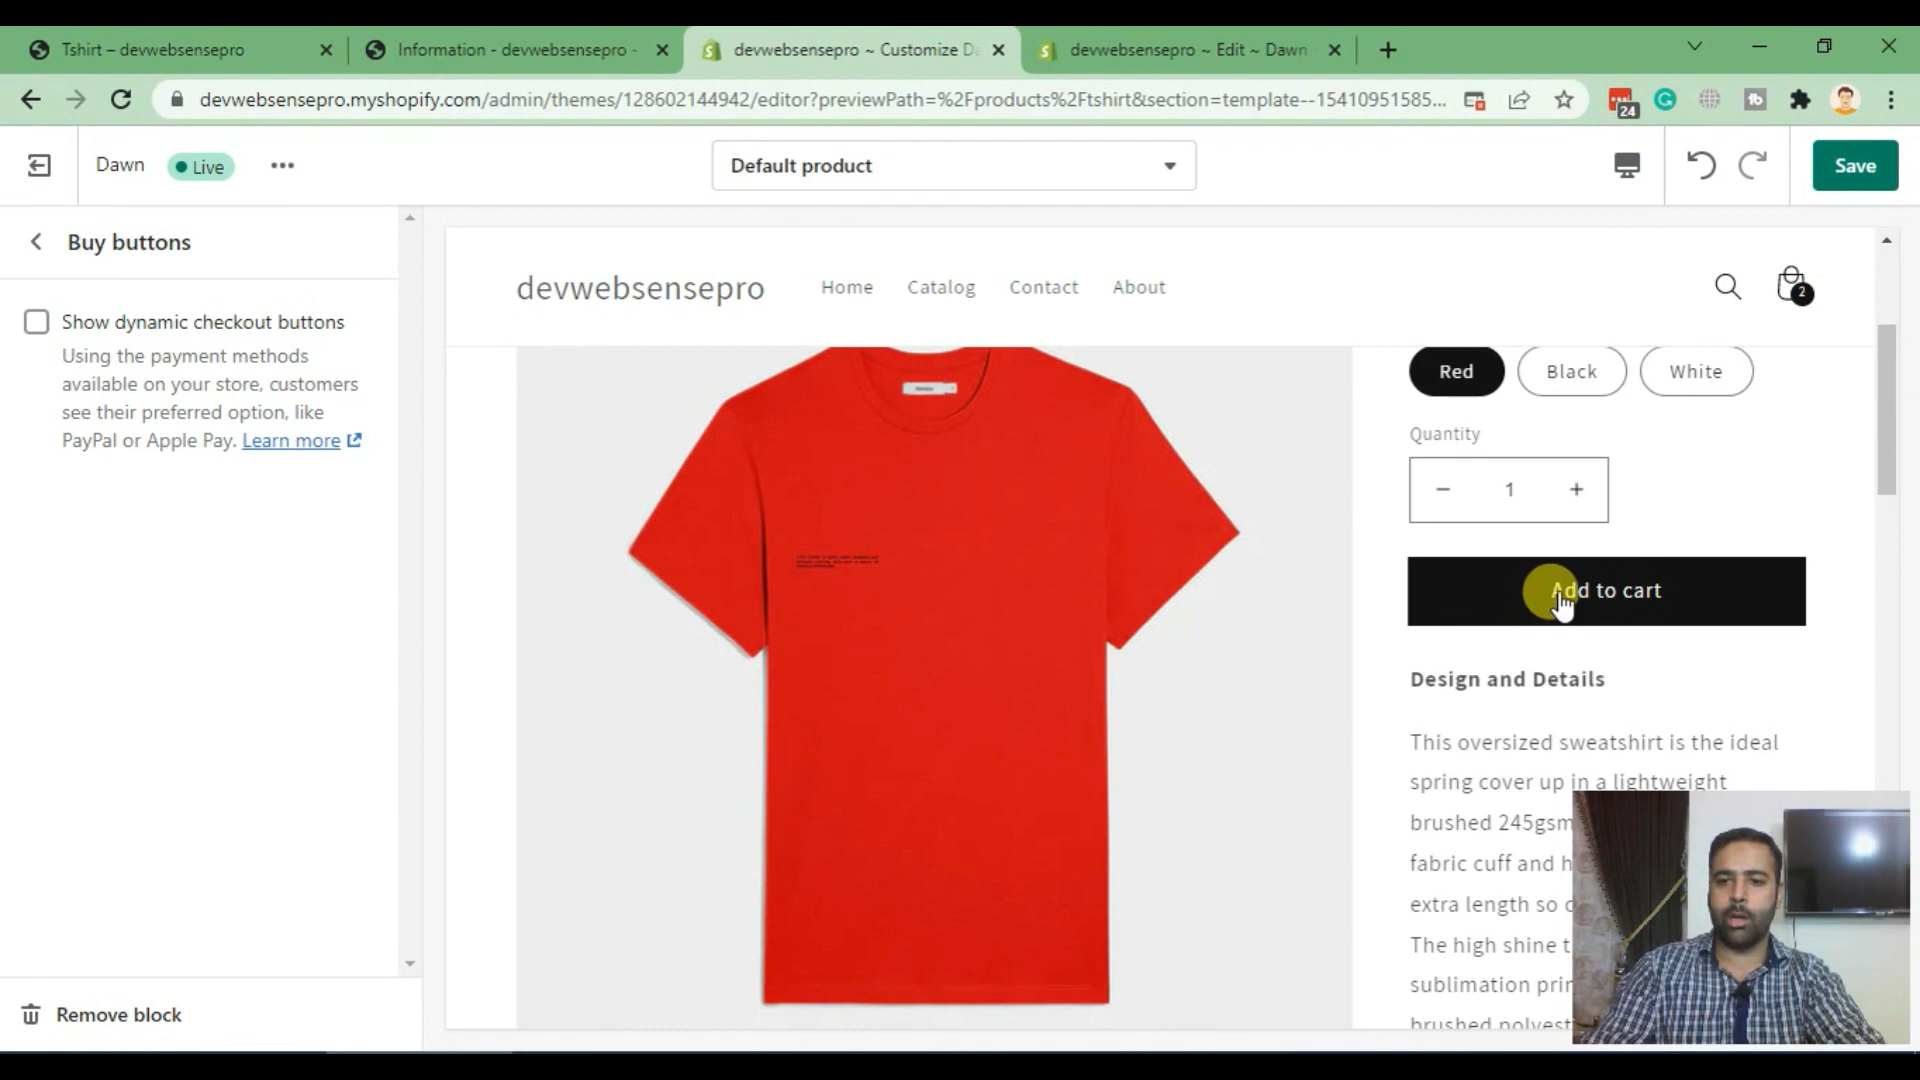 Tshirt – devwebsensepro
Information - devwebsensepro -
devwebsensepro ~ Customize Da
devwebsensepro ~ Edit ~ Dawn
devwebsensepro.myshopify.com/admin/themes/128602144942/editor?previewPath=%2Fproducts%2Ftshirt&section=template--15410951585...
24
Dawn
Live
Default product
Save
Buy buttons
Show dynamic checkout buttons
Using the payment methods
available on your store, customers
see their preferred option, like
PayPal or Apple Pay. Learn more
Remove block
devwebsensepro
Home
Catalog
Contact
About
2
Red
Black
White
Quantity
1
Add to cart
Design and Details
This oversized sweatshirt is the ideal
spring cover up in a lightweight
brushed 245gsm
fabric cuff and h
extra length so
The high shine t
sublimation prin
brushed polyest